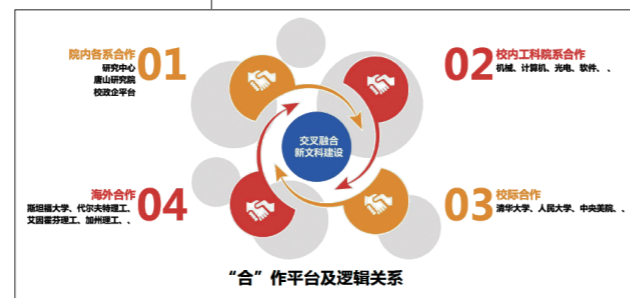 院内各系合作
研究中心
唐山研究院
校政企平台
01
02
校内工科院系合作
机械、计算机、光电、软件、、
交叉融合
新文科建设
海外合作
斯坦福大学、代尔夫特理工、
艾因霍芬理工、加州理工、、
04
03
校际合作
清华大学、人民大学、中央美院、、
“合”作平台及逻辑关系